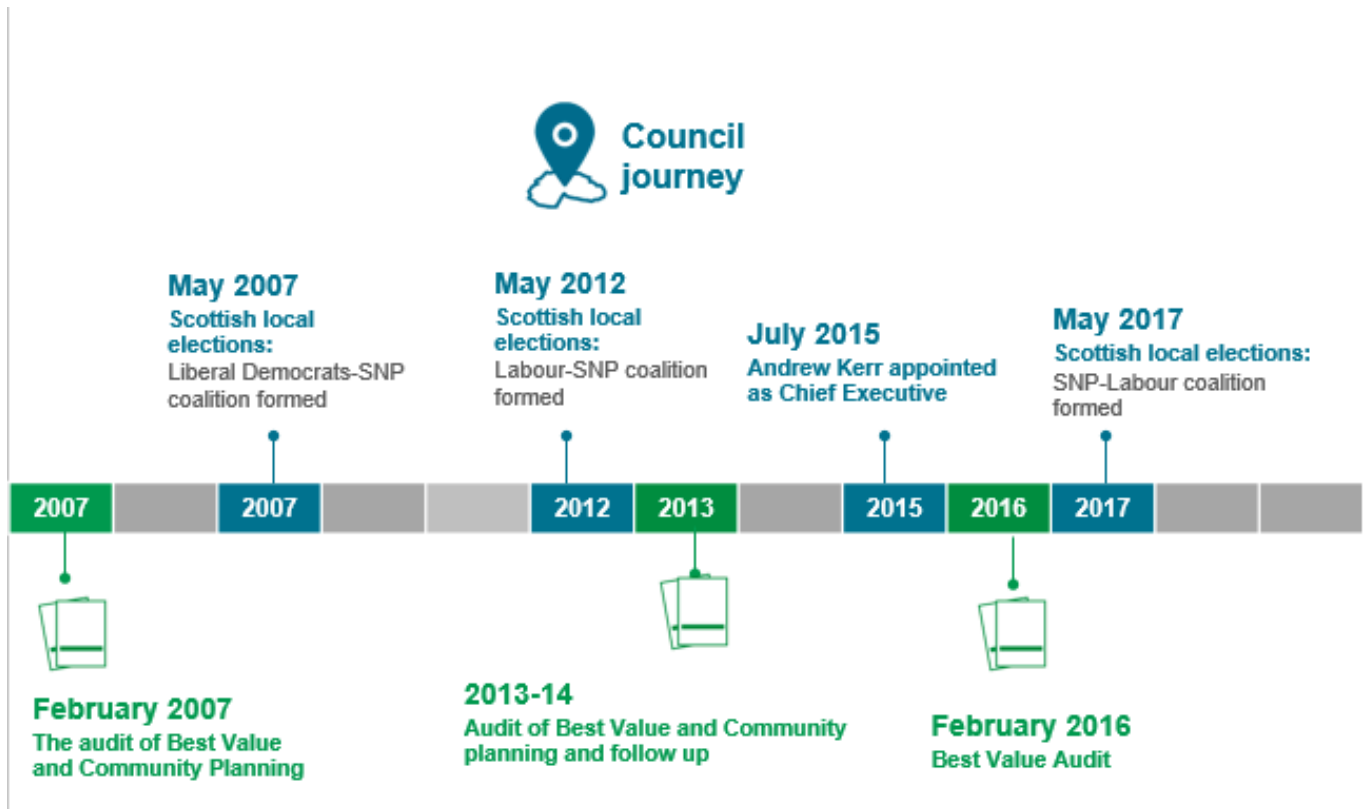 Council
journey
May 2007
Scottish local
elections:
Liberal Democrats-SNP
coalition formed
May 2012
Scottish local
elections:
Labour-SNP coalition
formed
July 2015
Andrew Kerr appointed
as Chief Executive
May 2017
Scottish local elections:
SNP-Labour coalition
formed
2007
2007
2012
2013
2015
2016
2017
February 2007
The audit of Best Value
and Community Planning
2013-14
Audit of Best Value and Community
planning and follow up
February 2016
Best Value Audit